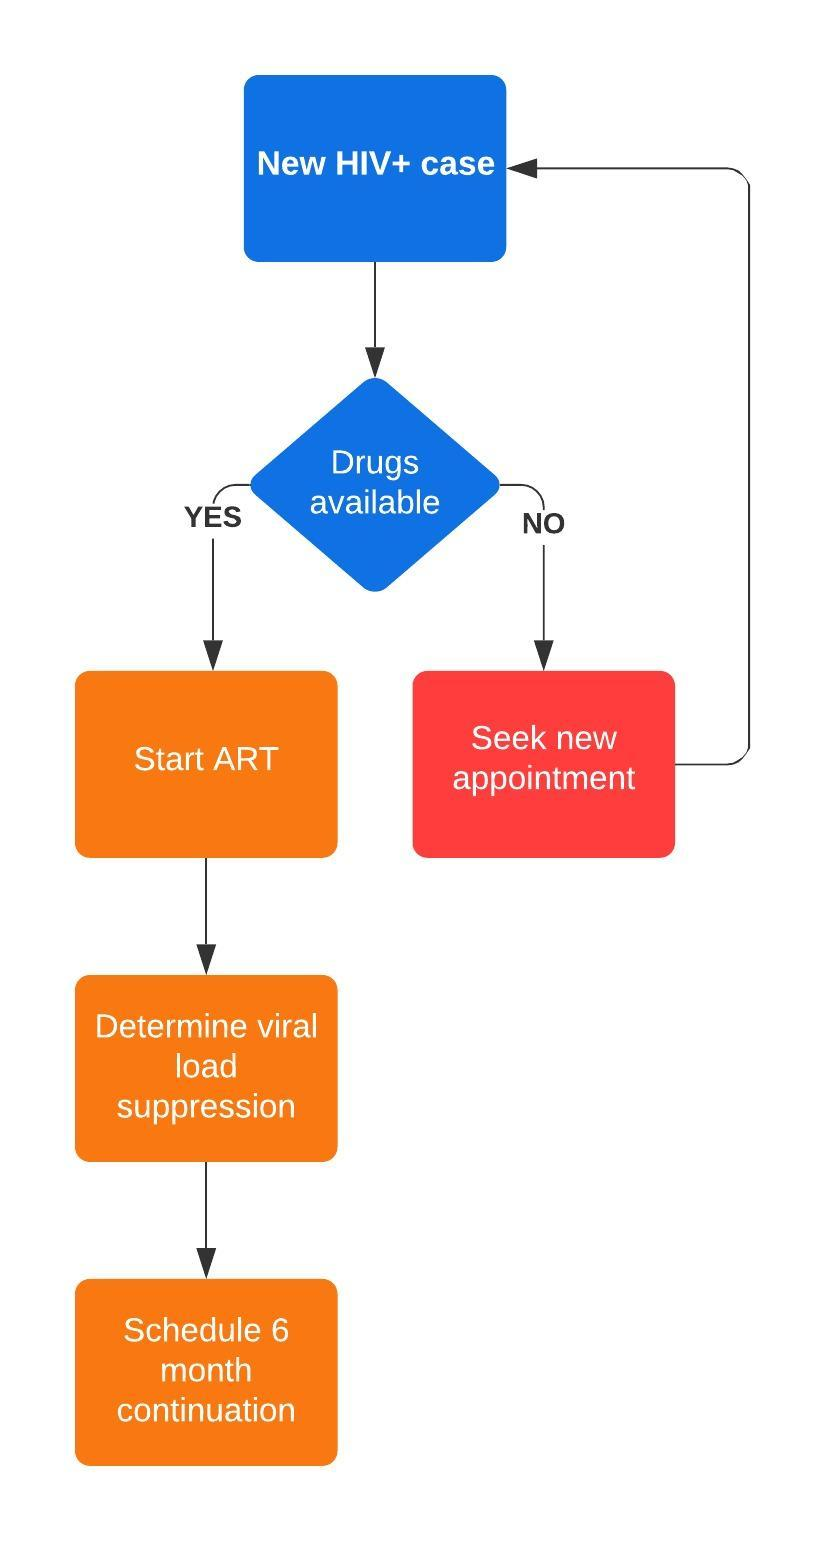 New HIV+ case
Drugs
available
YES
NO
Start ART
Seek new
appointment
Determine viral
load
suppression
Schedule 6
month
continuation